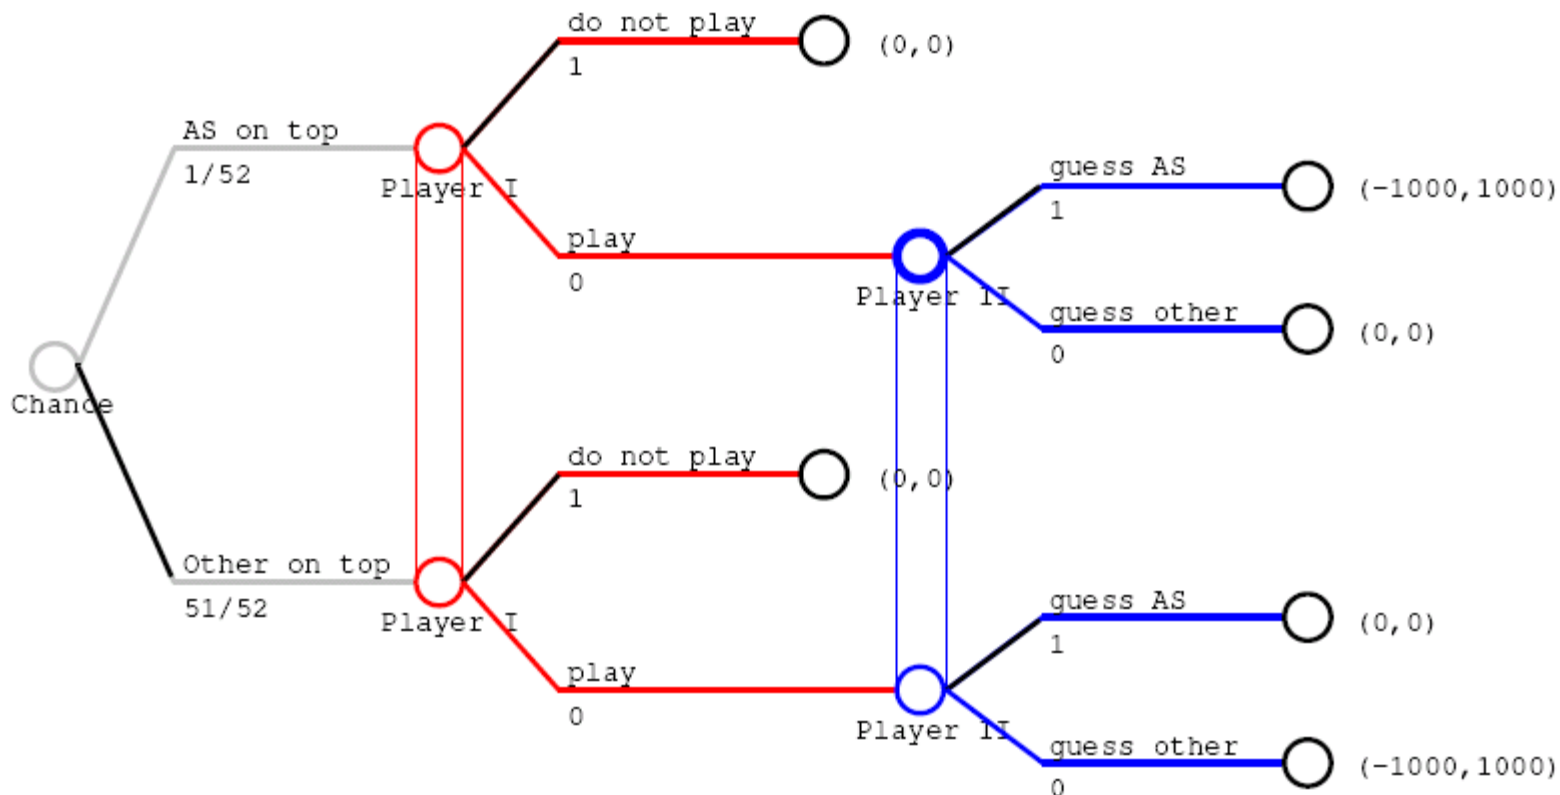 do not play
1
(0,0)
AS on top
1/52
Player I
guess AS
1
(-1000,1000)
play
0
Player II
guess other
0
(0,0)
Chance
do not play
1
(0,0)
Other on top
51/52
Player I
guess AS
1
(0,0)
play
0
Player II
guess other
0
(-1000,1000)